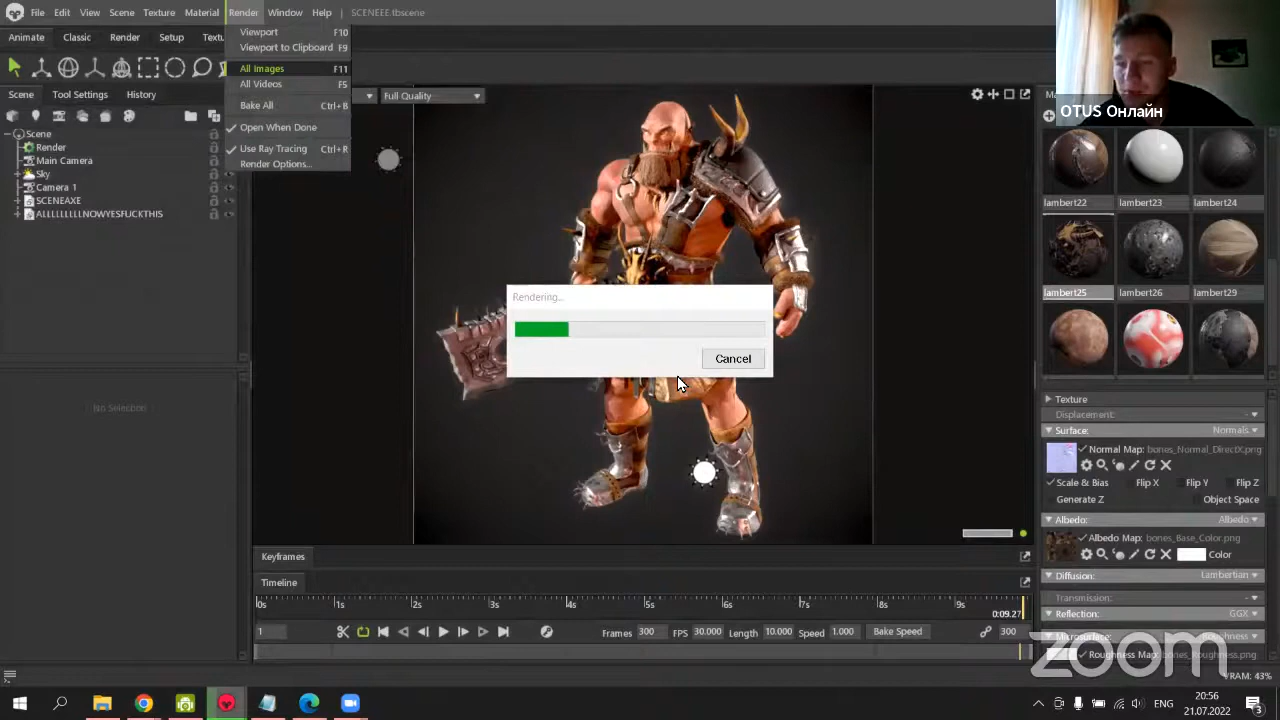 File Edit View Scene Texture Material Render Window Help SCENEEE.tbscene
Animate Classic Render Setup Textu
Viewport F10
Viewport to Clipboard F9
All Images F11
All Videos F5
Bake All Ctrl+B
Open When Done
Use Ray Tracing Ctrl+R
Render Options...
Full Quality
Scene Tool Settings History
Scene
Render
Main Camera
Sky
Camera 1
SCENEAXE
ALLLLLLLLNOWYESFUCKTHIS
No Selection
Rendering...
Cancel
OTUS Онлайн
lambert22 lambert23 lambert24
lambert25 lambert26 lambert29
Texture
Displacement:
Surface: Normals
Normal Map: bones_Normal_DirectX.png
Scale & Bias Flip X Flip Y Flip Z
Generate Z Object Space
Albedo: Albedo
Albedo Map: bones_Base_Color.png
Color
Diffusion: Lambertian
Transmission:
Reflection: GGX
Microsurface: Roughness
Roughness Map: bones_Roughness.png
zoom
VRAM: 43%
Keyframes
Timeline
0s 1s 2s 3s 4s 5s 6s 7s 8s 9s
0:09.27
1 Frames 300 FPS 30.000 Length 10.000 Speed 1.000 Bake Speed 300
ENG
20:56
21.07.2022
3